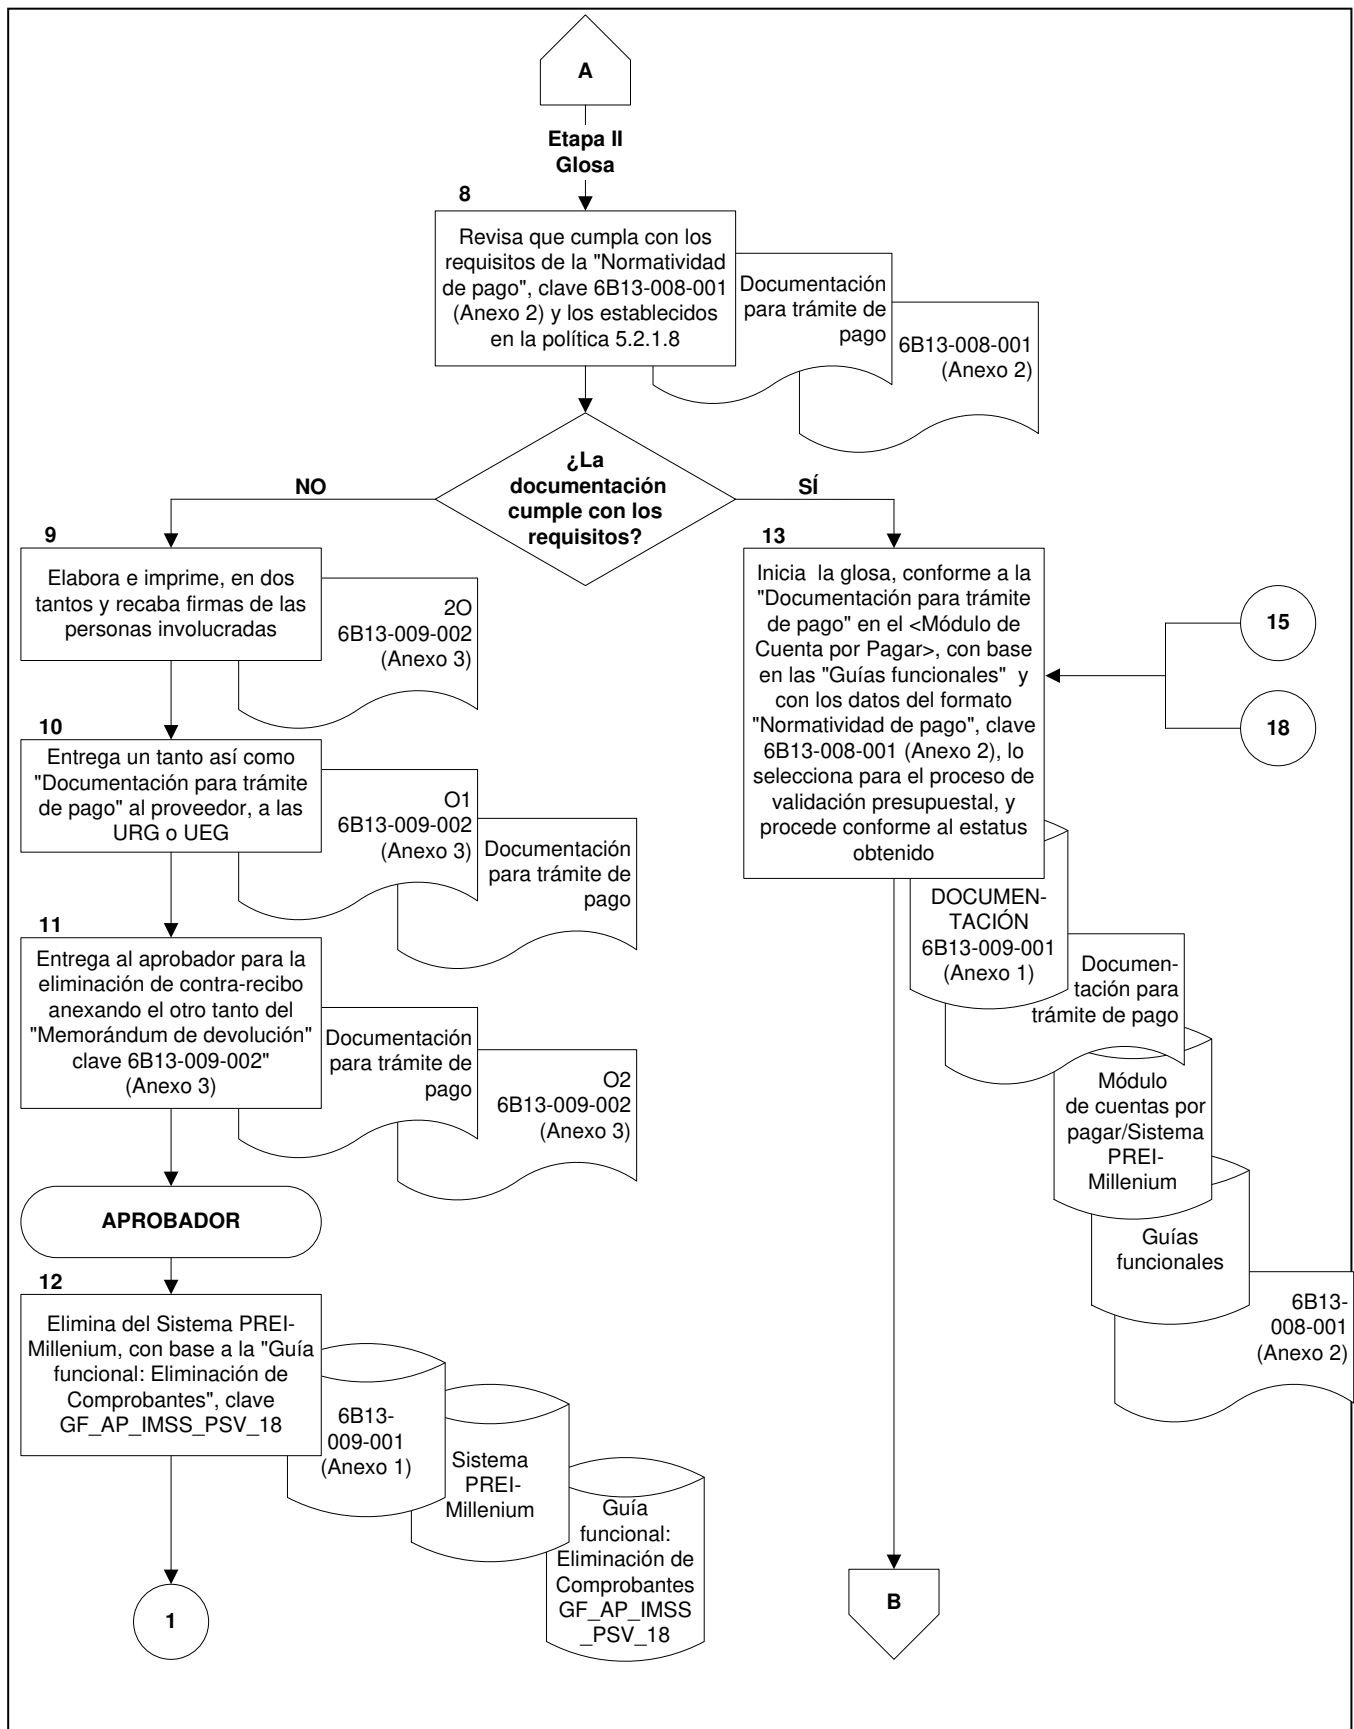 A
Etapa II
Glosa
8
Revisa que cumpla con los
requisitos de la "Normatividad
de pago", clave 6B13-008-001
(Anexo 2) y los establecidos
en la política 5.2.1.8
Documentación
para trámite de
pago
6B13-008-001
(Anexo 2)
¿La
documentación
cumple con los
requisitos?
NO
SÍ
9
Elabora e imprime, en dos
tantos y recaba firmas de las
personas involucradas
2O
6B13-009-002
(Anexo 3)
10
Entrega un tanto así como
"Documentación para trámite
de pago" al proveedor, a las
URG o UEG
O1
6B13-009-002
(Anexo 3)
Documentación
para trámite de
pago
11
Entrega al aprobador para la
eliminación de contra-recibo
anexando el otro tanto del
"Memorándum de devolución"
clave 6B13-009-002"
(Anexo 3)
Documentación
para trámite de
pago
O2
6B13-009-002
(Anexo 3)
APROBADOR
12
Elimina del Sistema PREI-
Millenium, con base a la "Guía
funcional: Eliminación de
Comprobantes", clave
GF_AP_IMSS_PSV_18
6B13-
009-001
(Anexo 1)
Sistema
PREI-
Millenium
Guía
funcional:
Eliminación de
Comprobantes
GF_AP_IMSS
_PSV_18
1
13
Inicia la glosa, conforme a la
"Documentación para trámite
de pago" en el <Módulo de
Cuenta por Pagar>, con base
en las "Guías funcionales" y
con los datos del formato
"Normatividad de pago", clave
6B13-008-001 (Anexo 2), lo
selecciona para el proceso de
validación presupuestal, y
procede conforme al estatus
obtenido
15
18
DOCUMEN-
TACIÓN
6B13-009-001
(Anexo 1)
Documen-
tación para
trámite de pago
Módulo
de cuentas por
pagar/Sistema
PREI-
Millenium
Guías
funcionales
6B13-
008-001
(Anexo 2)
B